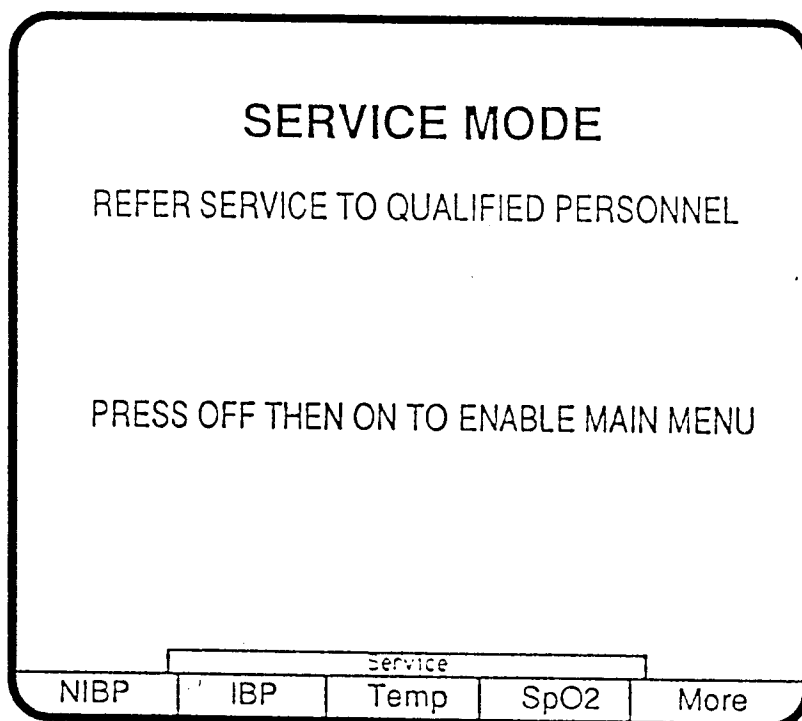 SERVICE MODE
REFER SERVICE TO QUALIFIED PERSONNEL
PRESS OFF THEN ON TO ENABLE MAIN MENU
Service
NIBP IBP Temp SpO2 More